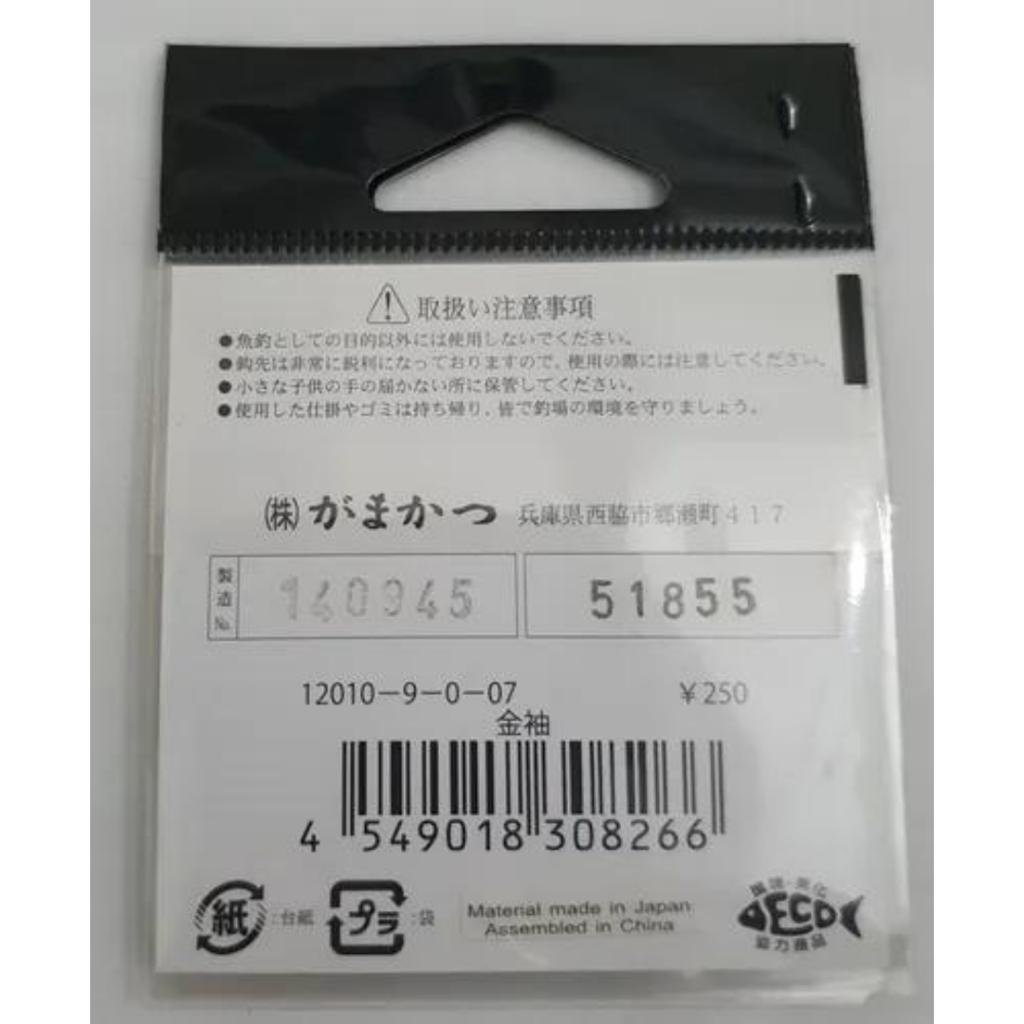 取扱い注意事項
●魚釣としての目的以外には使用しないでください。
●鈎先は非常に鋭利になっておりますので、使用の際には注意してください。
●小さな子供の手の届かない所に保管してください。
●使用した仕掛やゴミは持ち帰り、皆で釣場の環境を守りましょう。
㈱がまかつ 兵庫県西脇市郷瀬町417
製造No. 140945 51855
12010-9-0-07 ¥250
金袖
4 549018 308266
紙:台紙 プラ:袋
Material made in Japan
Assembled in China
環境・美化
ECO
協力商品